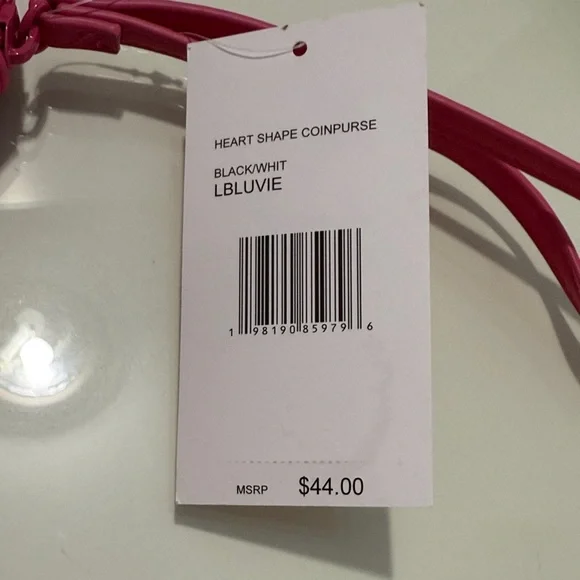 HEART SHAPE COINPURSE
BLACK/WHIT
LBLUVIE
1 98190 85979 6
MSRP $44.00